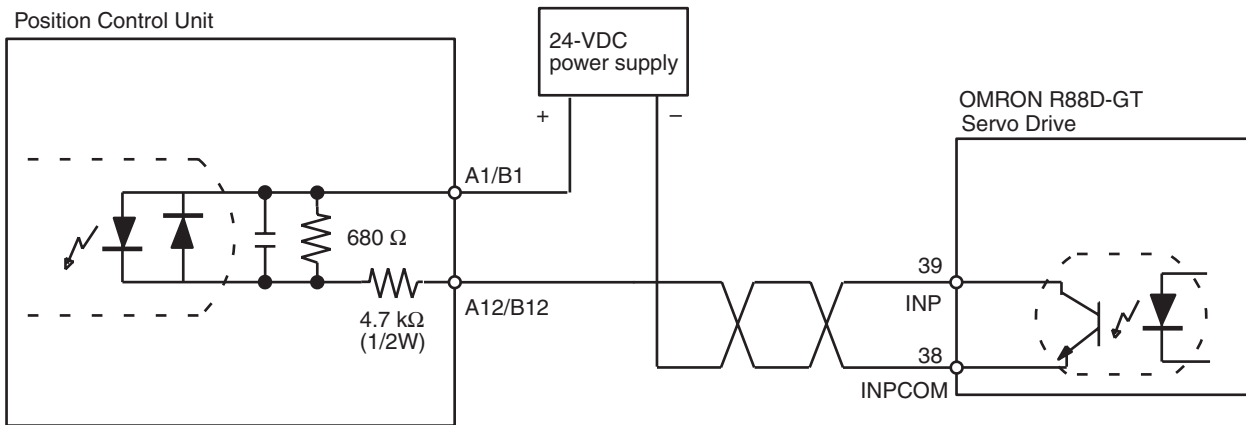 Position Control Unit
24-VDC
power supply
+
–
OMRON R88D-GT
Servo Drive
A1/B1
680 Ω
A12/B12
4.7 kΩ
(1/2W)
39
INP
38
INPCOM